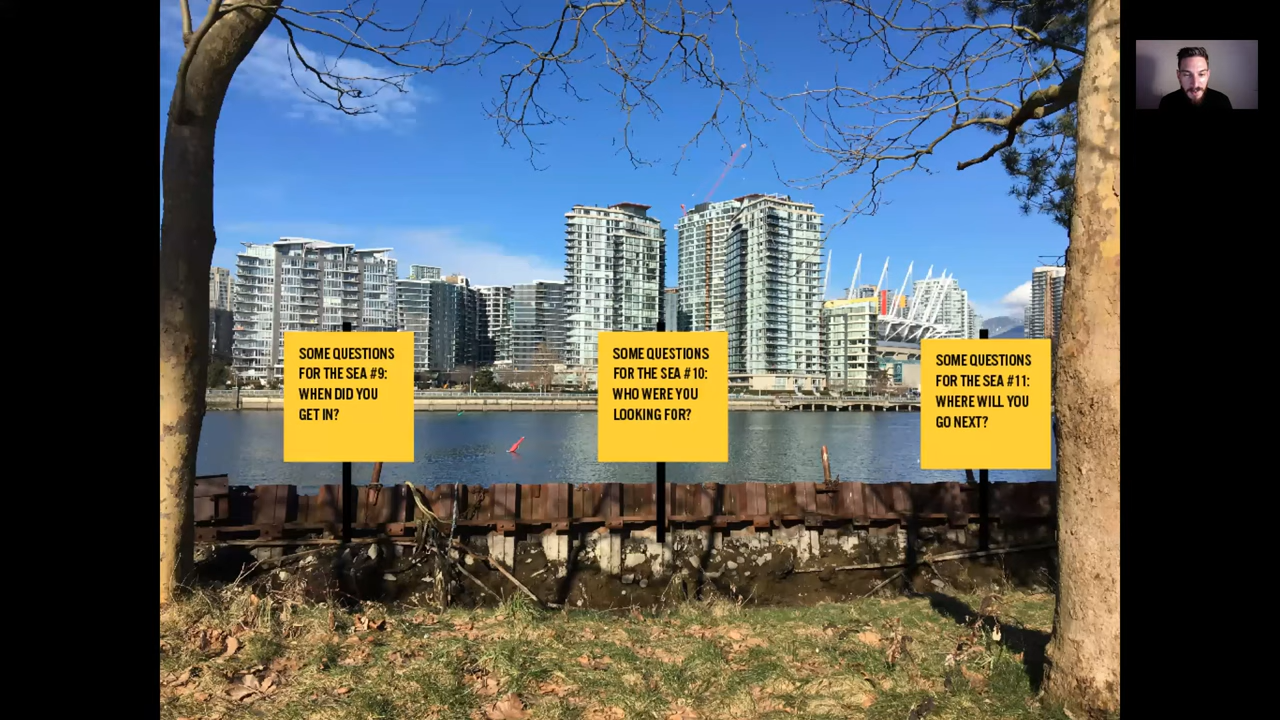 SOME QUESTIONS
FOR THE SEA #9:
WHEN DID YOU
GET IN?
SOME QUESTIONS
FOR THE SEA #10:
WHO WERE YOU
LOOKING FOR?
SOME QUESTIONS
FOR THE SEA #11:
WHERE WILL YOU
GO NEXT?